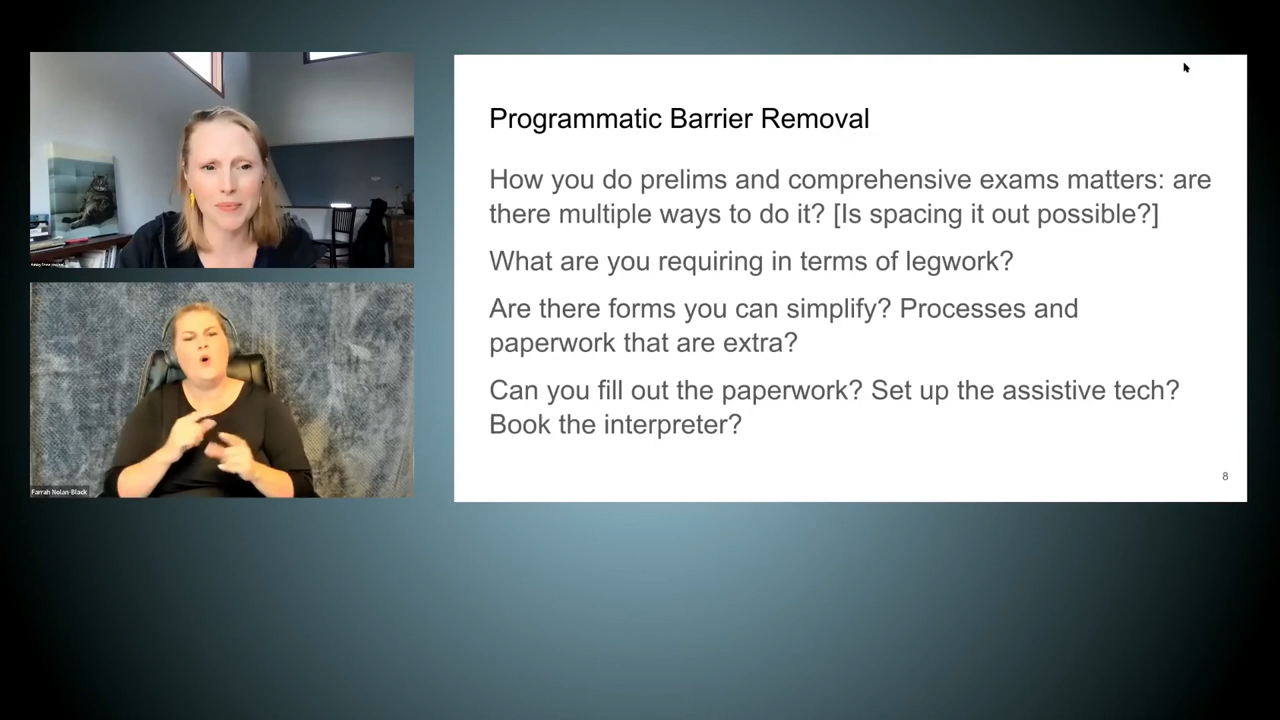 Programmatic Barrier Removal
How you do prelims and comprehensive exams matters: are
there multiple ways to do it? [Is spacing it out possible?]
What are you requiring in terms of legwork?
Are there forms you can simplify? Processes and
paperwork that are extra?
Can you fill out the paperwork? Set up the assistive tech?
Book the interpreter?
8
Farrah Nolan-Black